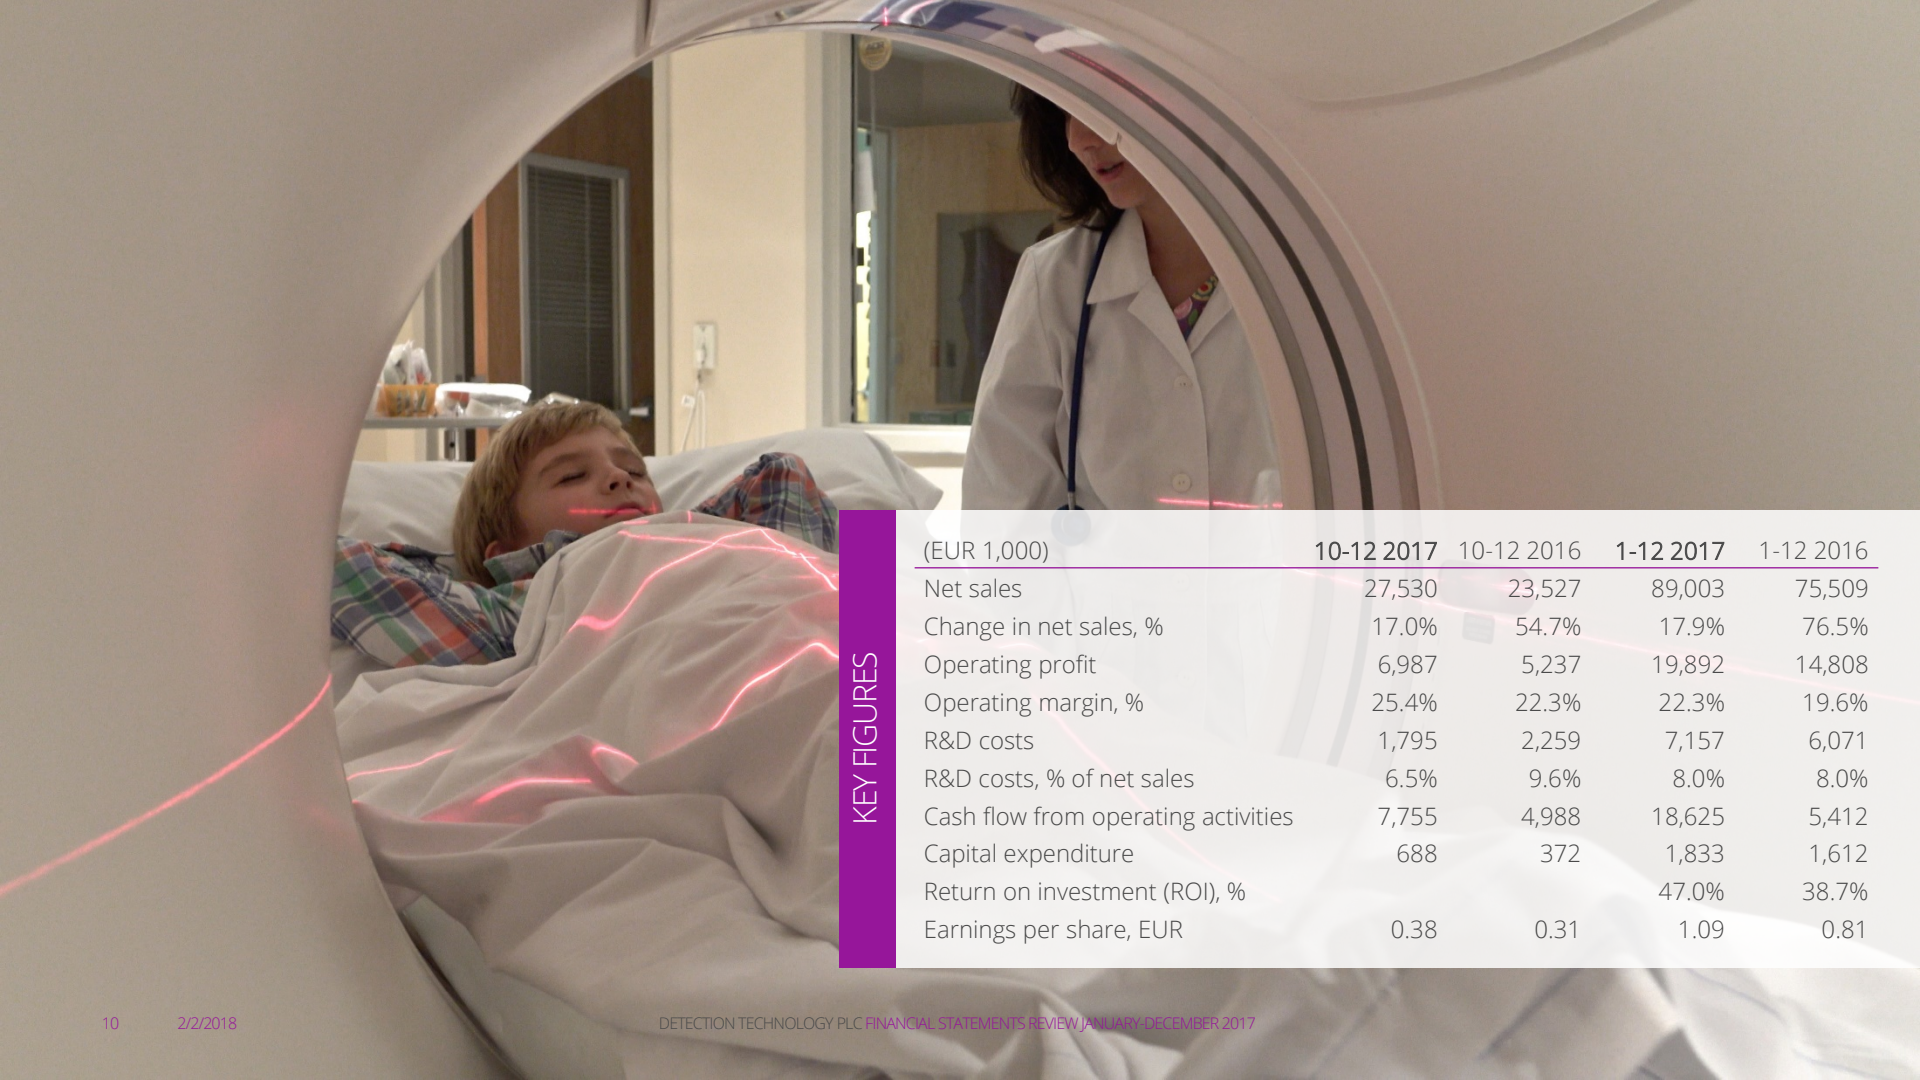 KEY FIGURES
(EUR 1,000) 10-12 2017 10-12 2016 1-12 2017 1-12 2016
Net sales 27,530 23,527 89,003 75,509
Change in net sales, % 17.0% 54.7% 17.9% 76.5%
Operating profit 6,987 5,237 19,892 14,808
Operating margin, % 25.4% 22.3% 22.3% 19.6%
R&D costs 1,795 2,259 7,157 6,071
R&D costs, % of net sales 6.5% 9.6% 8.0% 8.0%
Cash flow from operating activities 7,755 4,988 18,625 5,412
Capital expenditure 688 372 1,833 1,612
Return on investment (ROI), % 47.0% 38.7%
Earnings per share, EUR 0.38 0.31 1.09 0.81
10 2/2/2018 DETECTION TECHNOLOGY PLC FINANCIAL STATEMENTS REVIEW JANUARY-DECEMBER 2017